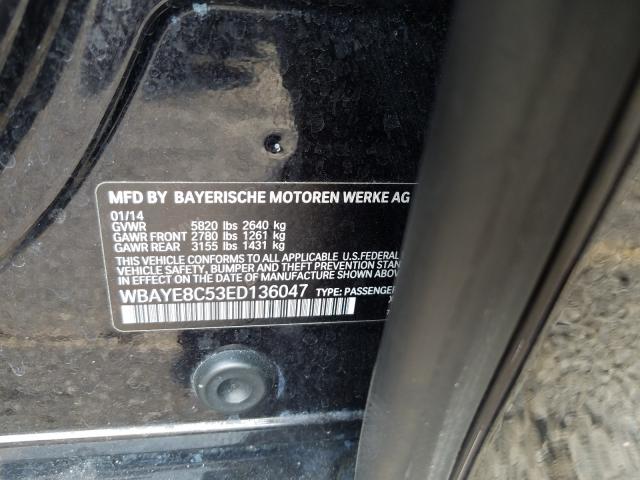 MFD BY BAYERISCHE MOTOREN WERKE AG
01/14
GVWR 5820 lbs 2640 kg
GAWR FRONT 2780 lbs 1261 kg
GAWR REAR 3155 lbs 1431 kg
THIS VEHICLE CONFORMS TO ALL APPLICABLE U.S.FEDERAL
VEHICLE SAFETY, BUMPER AND THEFT PREVENTION STAN
IN EFFECT ON THE DATE OF MANUFACTURE SHOWN ABOV
WBAYE8C53ED136047 TYPE: PASSENGER